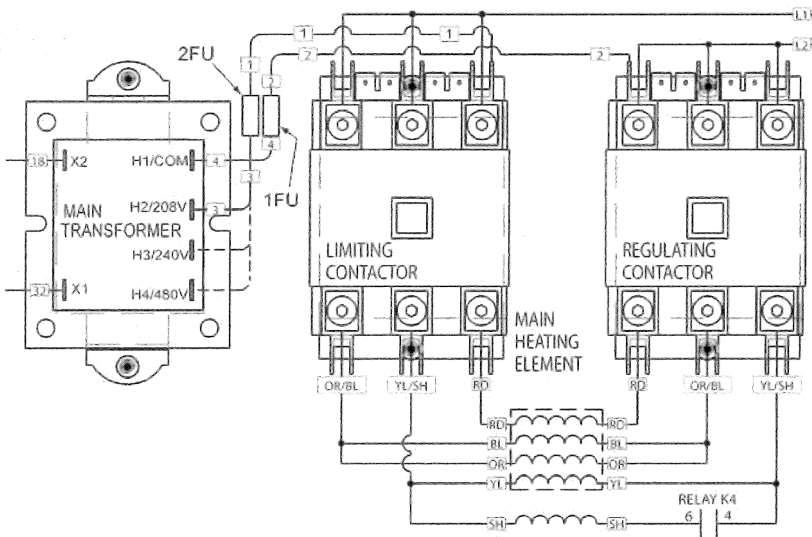 L1
1 1
2FU
2 2
L2
1 2
4
18 X2 H1/COM 4
3
1FU
H2/208V 3
MAIN
TRANSFORMER
H3/240V
LIMITING
CONTACTOR
REGULATING
CONTACTOR
32 X1 H4/480V
MAIN
HEATING
ELEMENT
OR/BL YL/SH RD RD OR/BL YL/SH
RD RD
BL BL
OR OR
YL YL
RELAY K4
6 4
SH SH